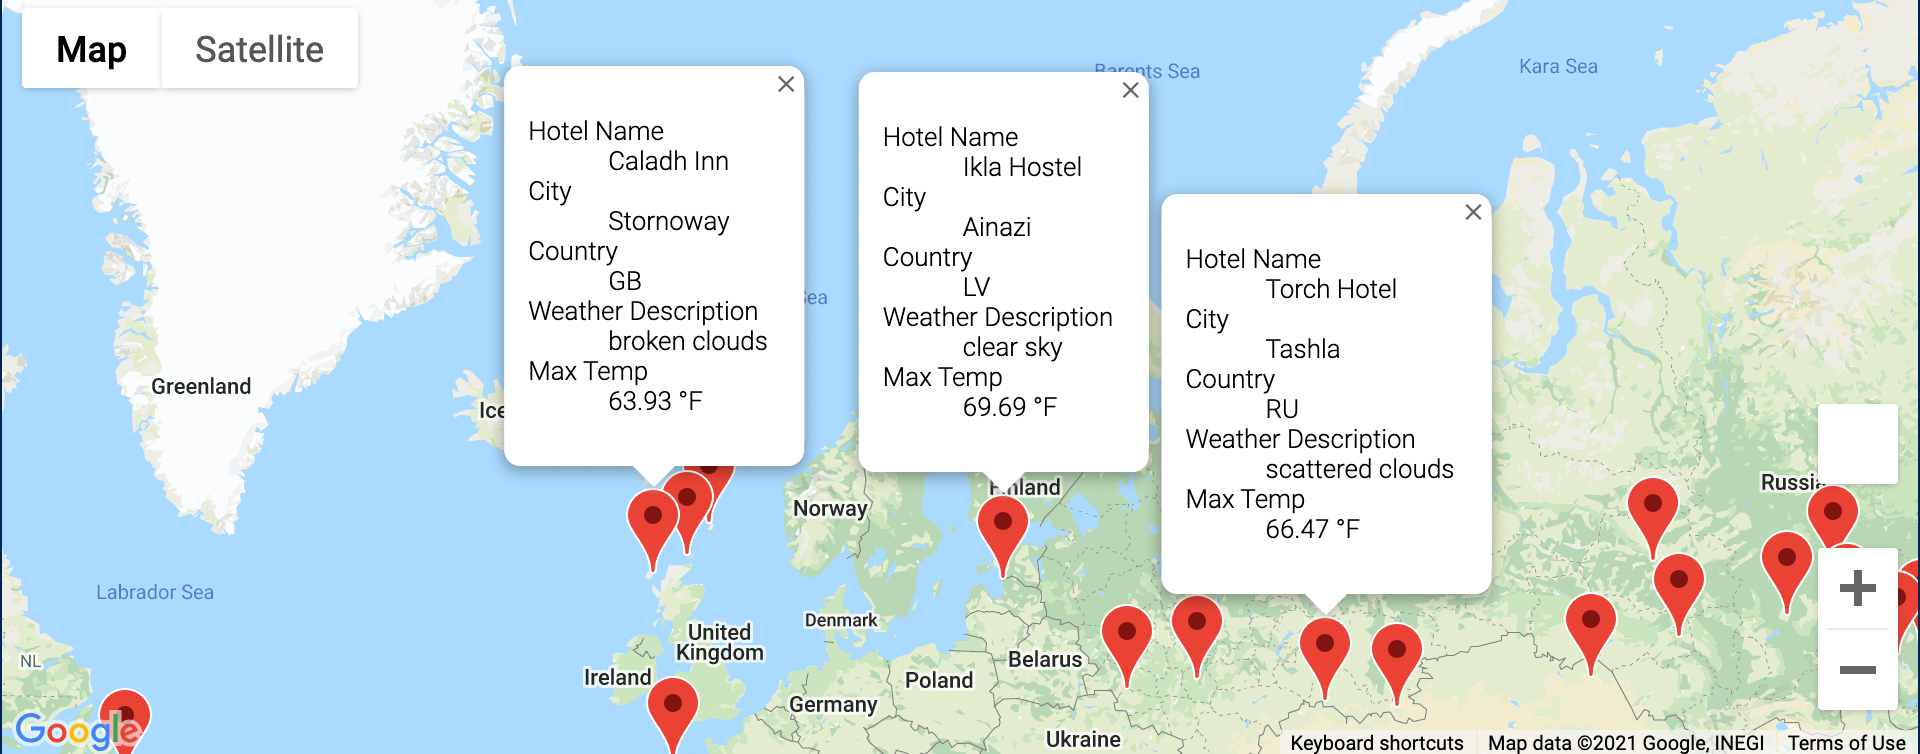 Map
Satellite
Barents Sea
Kara Sea
Hotel Name
Caladh Inn
City
Stornoway
Country
GB
Weather Description
broken clouds
Max Temp
63.93 °F
Hotel Name
Ikla Hostel
City
Ainazi
Country
LV
Weather Description
clear sky
Max Temp
69.69 °F
Hotel Name
Torch Hotel
City
Tashla
Country
RU
Weather Description
scattered clouds
Max Temp
66.47 °F
Sea
Greenland
Ice
Finland
Norway
Russia
Labrador Sea
Denmark
United
Kingdom
NL
Belarus
Ireland
Poland
Germany
Ukraine
Google
Keyboard shortcuts
Map data ©2021 Google, INEGI
Terms of Use